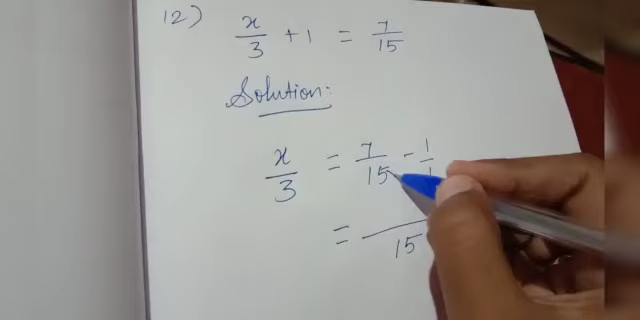 12) x/3 + 1 = 7/15
Solution:
x/3 = 7/15 - 1/1
= /15